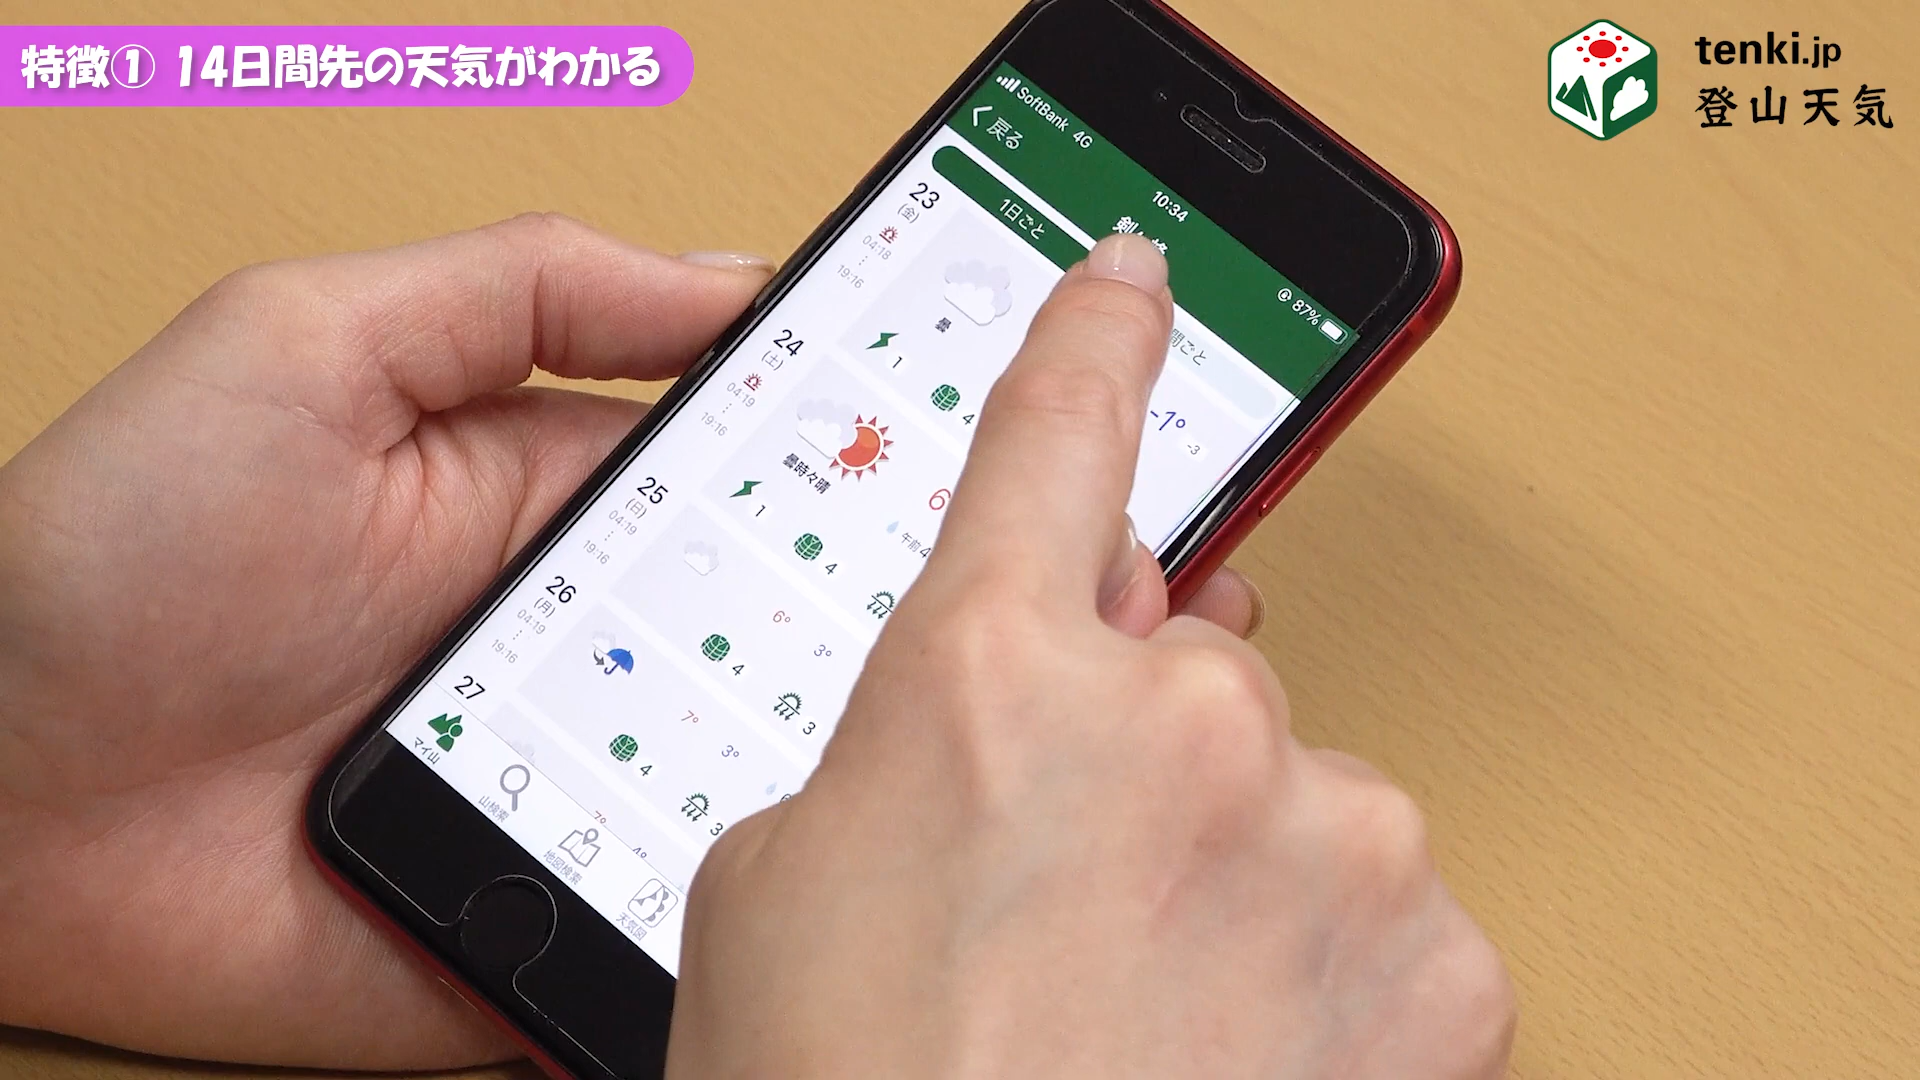 特徴① 14日間先の天気がわかる
tenki.jp
登山天気
SoftBank 4G
10:34
87%
戻る
1日ごと
間ごと
23
(金)
04:18
19:16
曇
1
4
-1°
-3
24
(土)
04:19
19:16
曇時々晴
1
4
6
午前4
25
(日)
04:19
19:16
6°
3°
4
3
26
(月)
04:19
19:16
7°
3°
4
3
27
7°
マイ山
山検索
地図検索
天気図